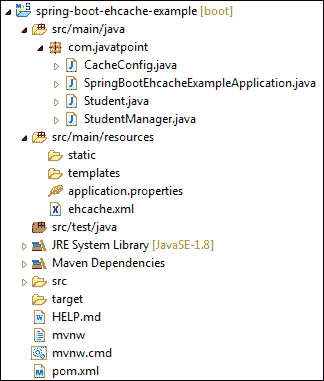 spring-boot-ehcache-example [boot]
src/main/java
com.javatpoint
CacheConfig.java
SpringBootEhcacheExampleApplication.java
Student.java
StudentManager.java
src/main/resources
static
templates
application.properties
ehcache.xml
src/test/java
JRE System Library [JavaSE-1.8]
Maven Dependencies
src
target
HELP.md
mvnw
mvnw.cmd
pom.xml